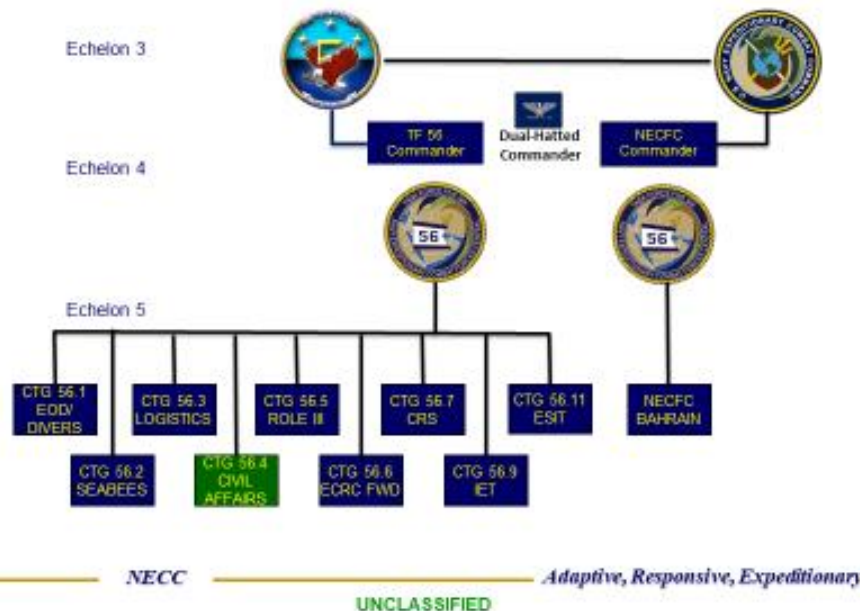 Echelon 3
TF 56
Commander
Dual-Hatted
Commander
NECFC
Commander
Echelon 4
56
56
Echelon 5
CTG 56.1
EOD/
DIVERS
CTG 56.3
LOGISTICS
CTG 56.5
ROLE III
CTG 56.7
CRS
CTG 56.11
ESIT
NECFC
BAHRAIN
CTG 56.2
SEABEES
CTG 56.4
CIVIL
AFFAIRS
CTG 56.6
ECRC FWD
CTG 56.9
IET
NECC
Adaptive, Responsive, Expeditionary
UNCLASSIFIED